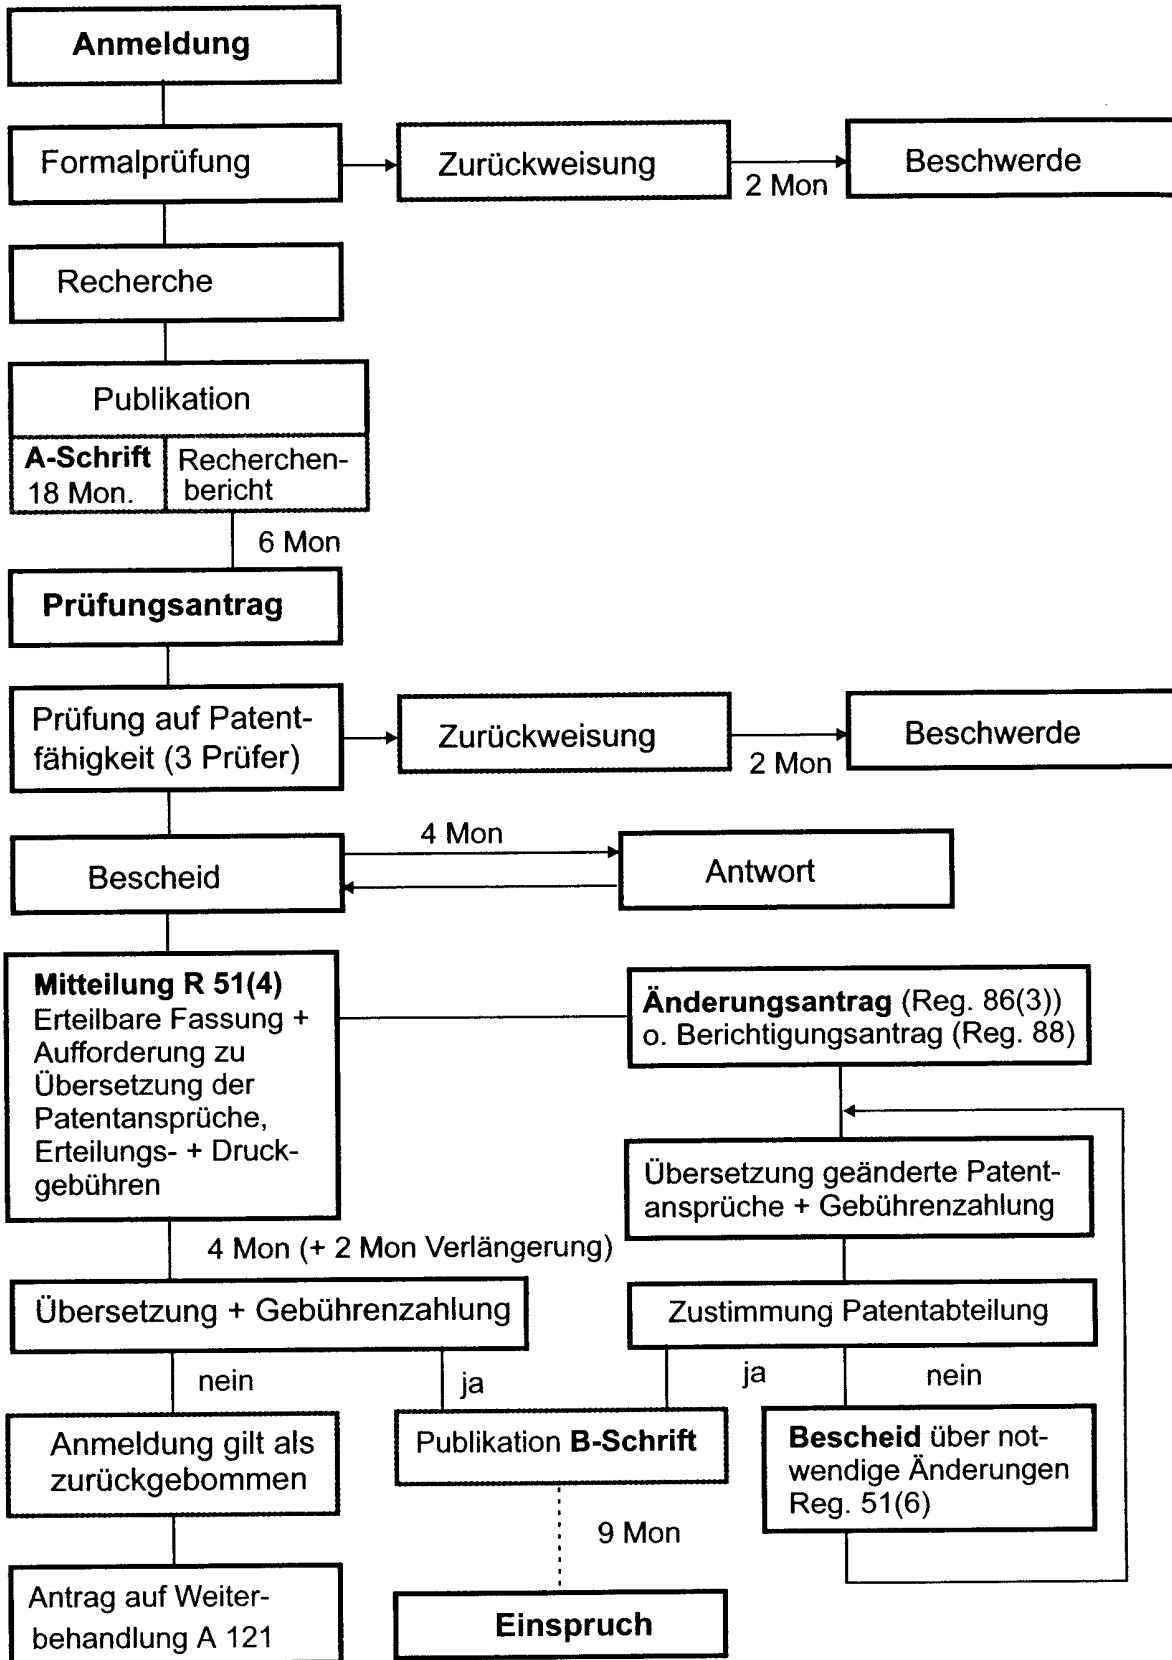 Anmeldung
Formalprüfung
Zurückweisung
2 Mon
Beschwerde
Recherche
Publikation
A-Schrift
18 Mon.
Recherchen-
bericht
6 Mon
Prüfungsantrag
Prüfung auf Patent-
fähigkeit (3 Prüfer)
Zurückweisung
2 Mon
Beschwerde
Bescheid
4 Mon
Antwort
Mitteilung R 51(4)
Erteilbare Fassung +
Aufforderung zu
Übersetzung der
Patentansprüche,
Erteilungs- + Druck-
gebühren
Änderungsantrag (Reg. 86(3))
o. Berichtigungsantrag (Reg. 88)
Übersetzung geänderte Patent-
ansprüche + Gebührenzahlung
4 Mon (+ 2 Mon Verlängerung)
Übersetzung + Gebührenzahlung
Zustimmung Patentabteilung
nein
ja
ja
nein
Anmeldung gilt als
zurückgebommen
Publikation B-Schrift
Bescheid über not-
wendige Änderungen
Reg. 51(6)
9 Mon
Antrag auf Weiter-
behandlung A 121
Einspruch